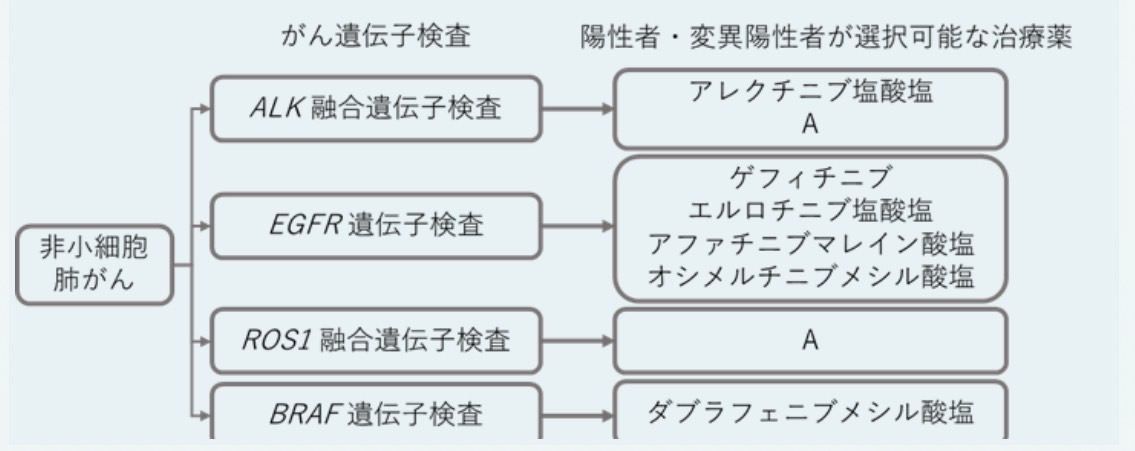 がん遺伝子検査
陽性者・変異陽性者が選択可能な治療薬
非小細胞
肺がん
ALK 融合遺伝子検査
アレクチニブ塩酸塩
A
EGFR 遺伝子検査
ゲフィチニブ
エルロチニブ塩酸塩
アファチニブマレイン酸塩
オシメルチニブメシル酸塩
ROS1 融合遺伝子検査
A
BRAF 遺伝子検査
ダブラフェニブメシル酸塩